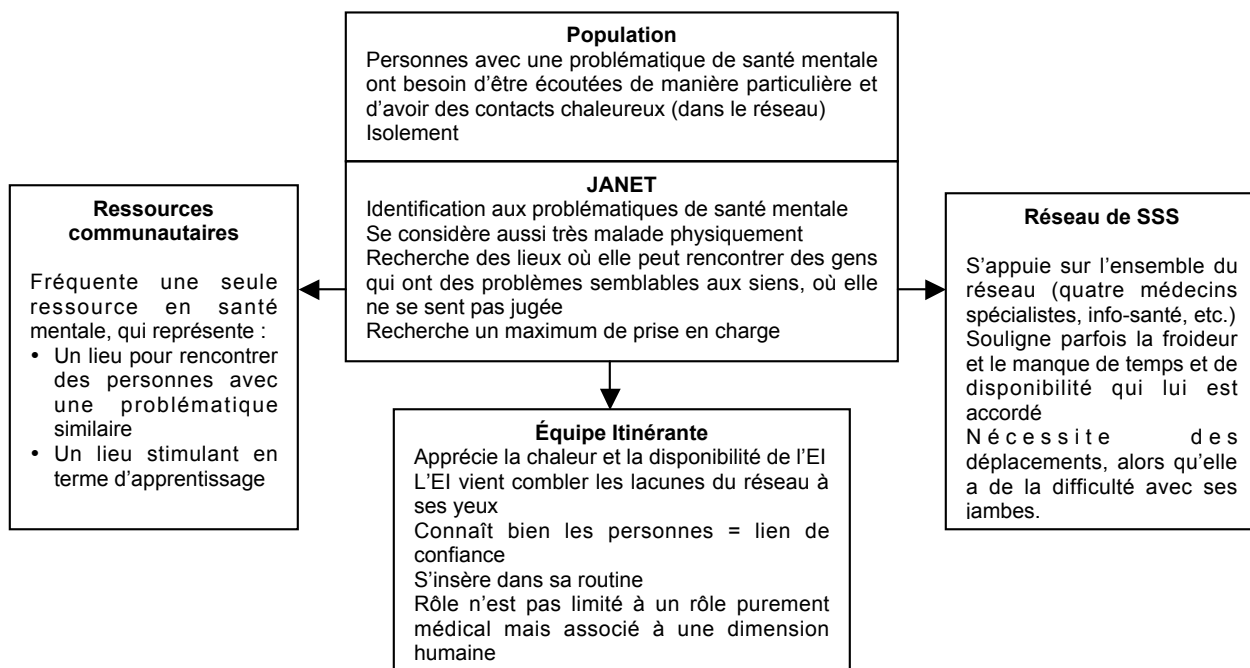 Population
Personnes avec une problématique de santé mentale
ont besoin d’être écoutées de manière particulière et
d’avoir des contacts chaleureux (dans le réseau)
Isolement
JANET
Identification aux problématiques de santé mentale
Se considère aussi très malade physiquement
Recherche des lieux où elle peut rencontrer des gens
qui ont des problèmes semblables aux siens, où elle
ne se sent pas jugée
Recherche un maximum de prise en charge
Ressources
communautaires
Fréquente une seule
ressource en santé
mentale, qui représente :
• Un lieu pour rencontrer
des personnes avec
une problématique
similaire
• Un lieu stimulant en
terme d’apprentissage
Réseau de SSS
S’appuie sur l’ensemble du
réseau (quatre médecins
spécialistes, info-santé, etc.)
Souligne parfois la froideur
et le manque de temps et de
disponibilité qui lui est
accordé
Nécessite des
déplacements, alors qu’elle
a de la difficulté avec ses
jambes.
Équipe Itinérante
Apprécie la chaleur et la disponibilité de l’EI
L’EI vient combler les lacunes du réseau à
ses yeux
Connaît bien les personnes = lien de
confiance
S’insère dans sa routine
Rôle n’est pas limité à un rôle purement
médical mais associé à une dimension
humaine